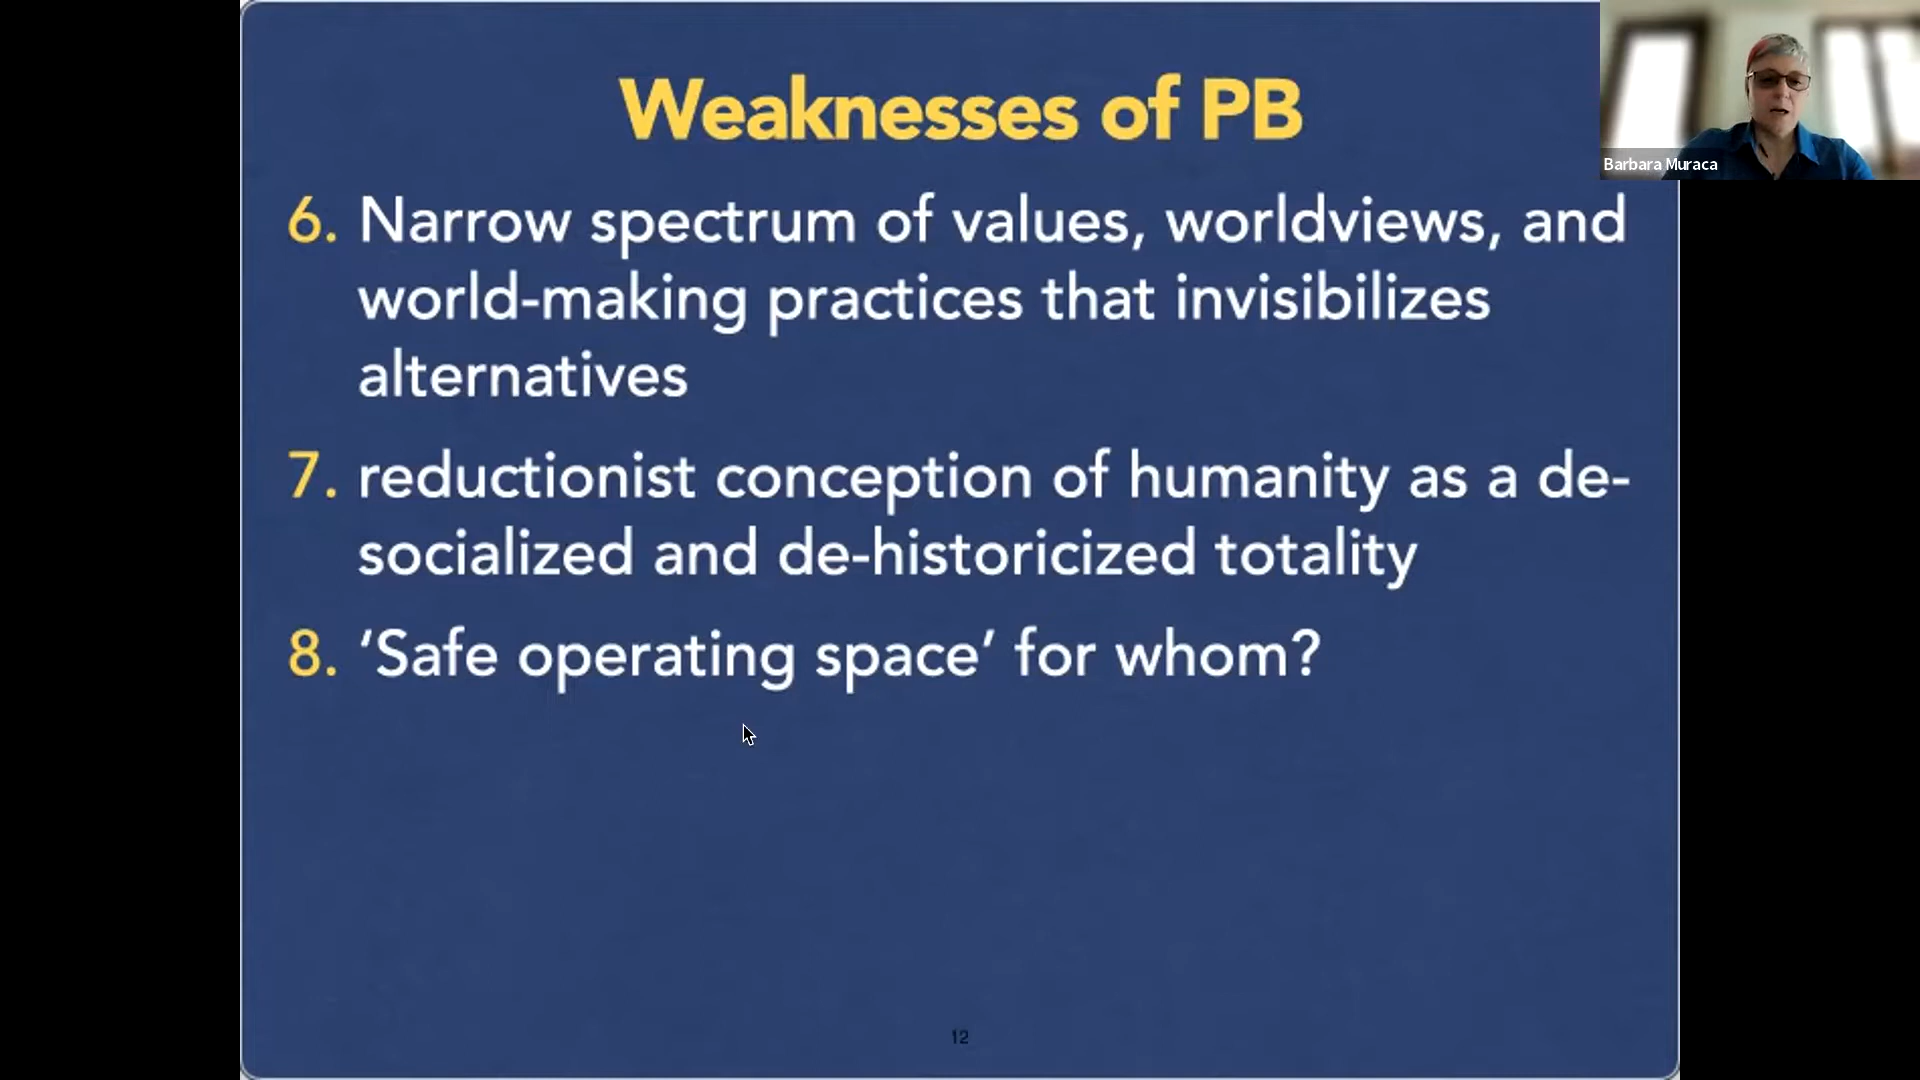 Weaknesses of PB
Barbara Muraca
6. Narrow spectrum of values, worldviews, and
world-making practices that invisibilizes
alternatives
7. reductionist conception of humanity as a de-
socialized and de-historicized totality
8. ‘Safe operating space’ for whom?
12